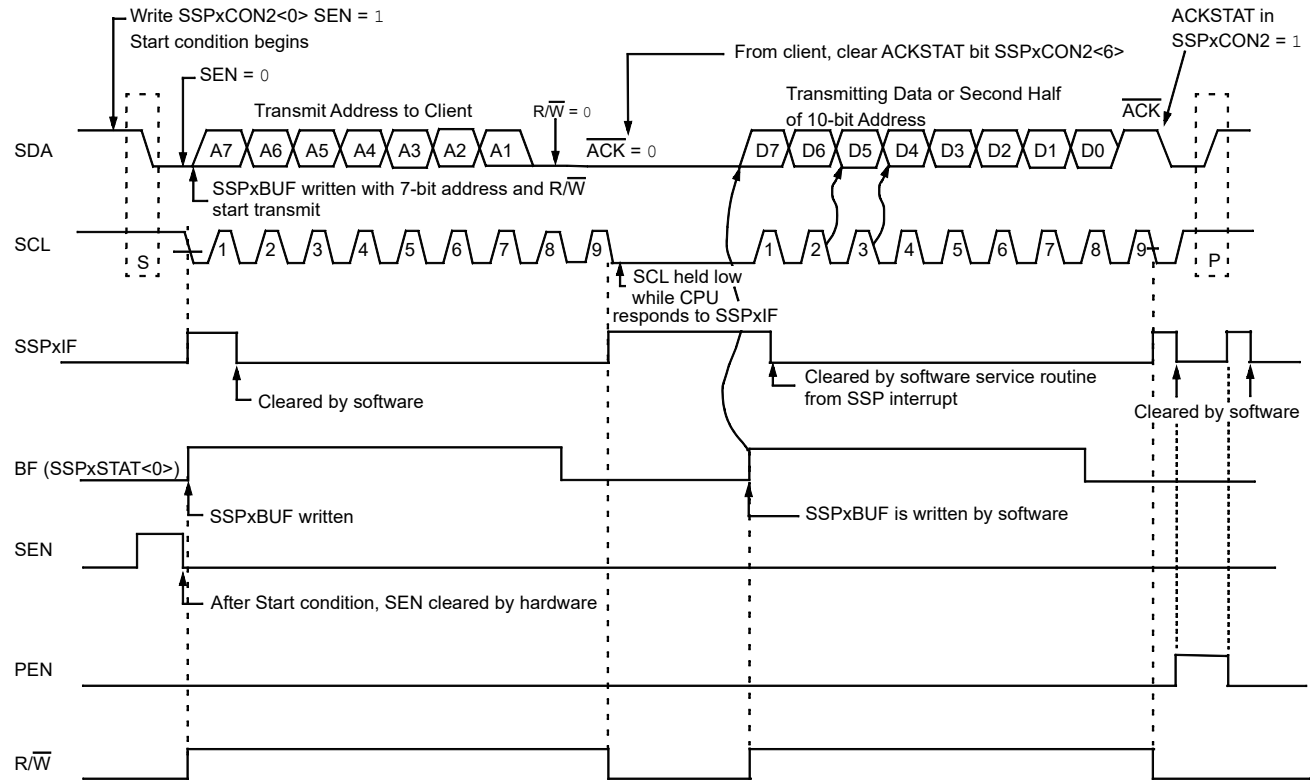 Write SSPxCON2<0> SEN = 1
Start condition begins
ACKSTAT in
SSPxCON2 = 1
From client, clear ACKSTAT bit SSPxCON2<6>
SEN = 0
Transmit Address to Client
R/W = 0
Transmitting Data or Second Half
of 10-bit Address
ACK
SDA
A7 A6 A5 A4 A3 A2 A1
ACK = 0
D7 D6 D5 D4 D3 D2 D1 D0
SSPxBUF written with 7-bit address and R/W
start transmit
SCL
S
1 2 3 4 5 6 7 8 9
1 2 3 4 5 6 7 8 9
P
SCL held low
while CPU
responds to SSPxIF
SSPxIF
Cleared by software
Cleared by software service routine
from SSP interrupt
Cleared by software
BF (SSPxSTAT<0>)
SSPxBUF written
SSPxBUF is written by software
SEN
After Start condition, SEN cleared by hardware
PEN
R/W